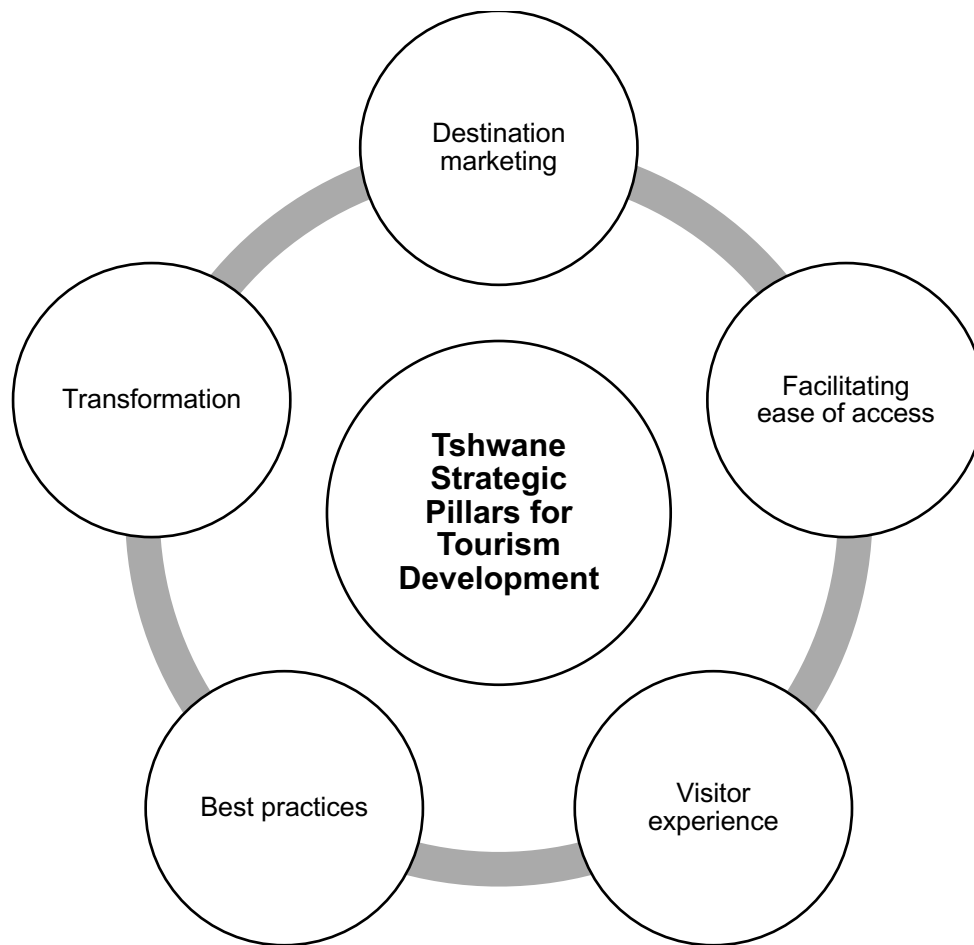 Destination
marketing
Facilitating
ease of access
Transformation
Tshwane
Strategic
Pillars for
Tourism
Development
Visitor
experience
Best practices